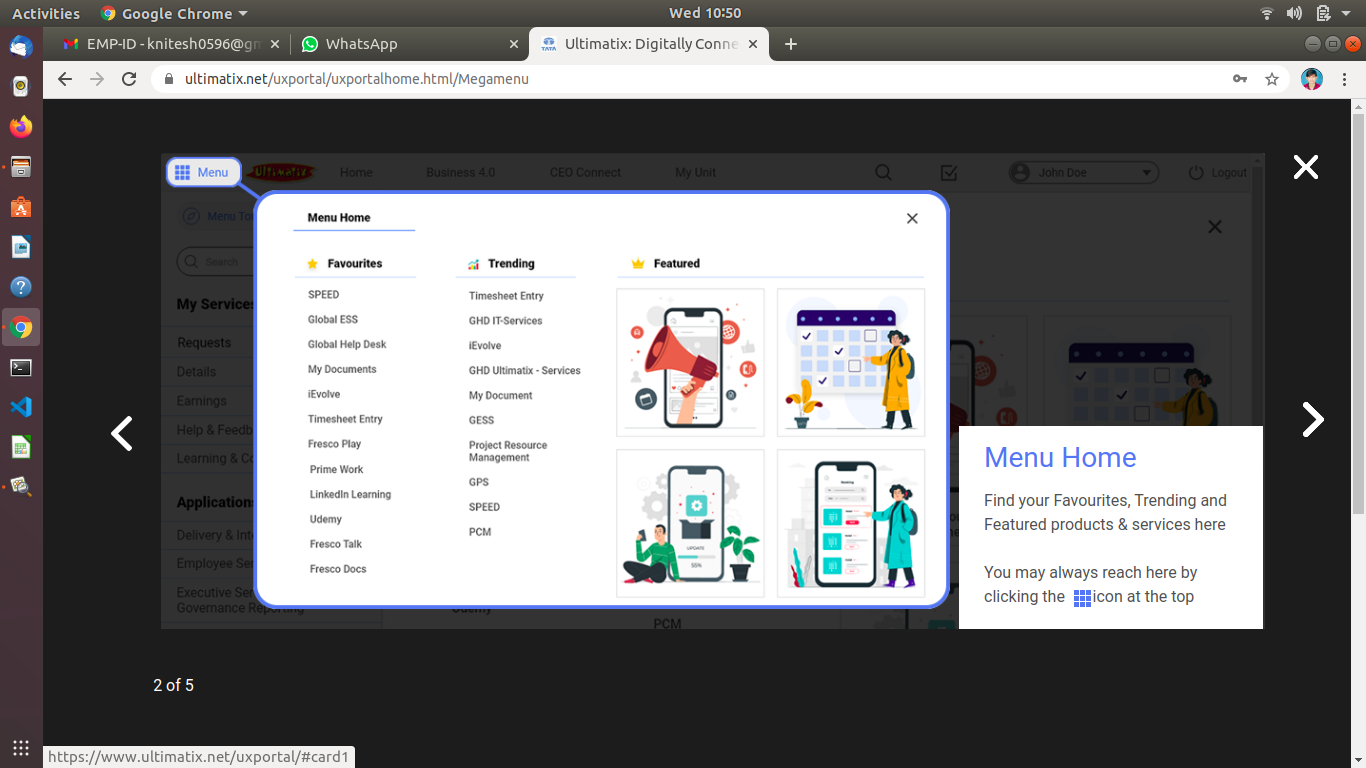 Activities
Google Chrome
Wed 10:50
EMP-ID - knitesh0596@gm
WhatsApp
Ultimatix: Digitally Conne
TATA
ultimatix.net/uxportal/uxportalhome.html/Megamenu
Menu
Ultimatix
Home
Business 4.0
CEO Connect
My Unit
John Doe
Logout
Menu Tou
Search
My Services
Requests
Details
Earnings
Help & Feedb
Learning & Co
Applications
Delivery & Inte
Employee Ser
Executive Ser
Governance Reporting
Menu Home
Favourites
SPEED
Global ESS
Global Help Desk
My Documents
iEvolve
Timesheet Entry
Fresco Play
Prime Work
LinkedIn Learning
Udemy
Fresco Talk
Fresco Docs
Trending
Timesheet Entry
GHD IT-Services
iEvolve
GHD Ultimatix - Services
My Document
GESS
Project Resource
Management
GPS
SPEED
PCM
Featured
UPDATE
55%
Udemy
PCM
Menu Home
Find your Favourites, Trending and
Featured products & services here
You may always reach here by
clicking the icon at the top
2 of 5
https://www.ultimatix.net/uxportal/#card1